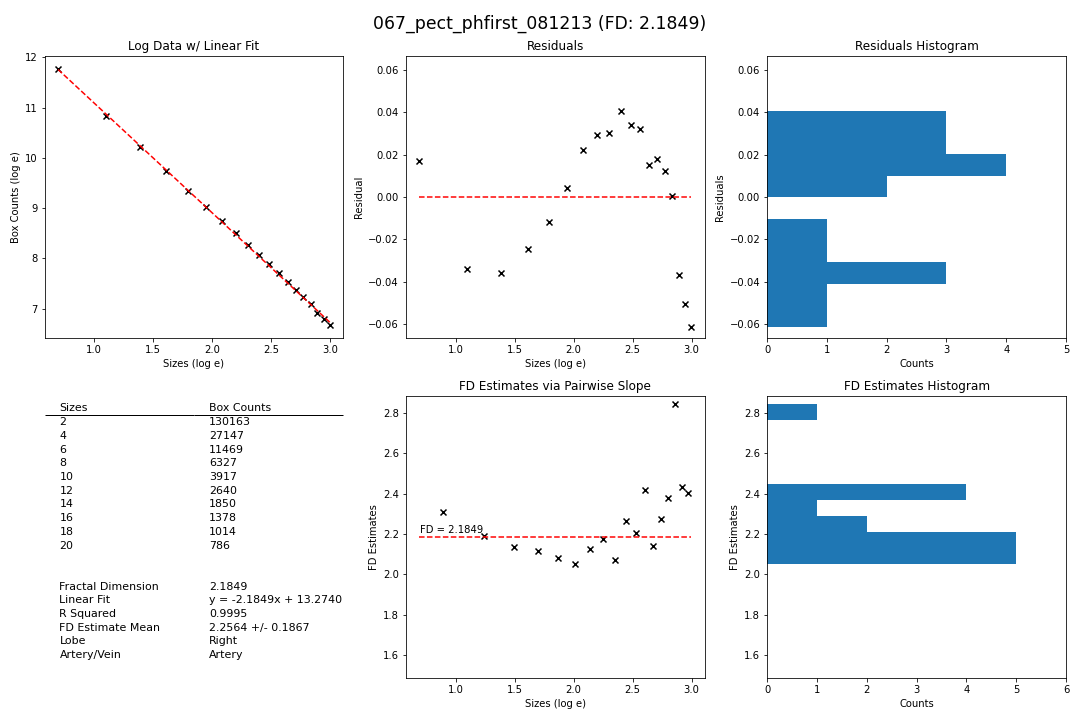 067_pect_phfirst_081213 (FD: 2.1849)
Log Data w/ Linear Fit
12
11
10
9
8
7
Box Counts (log e)
1.0 1.5 2.0 2.5 3.0
Sizes (log e)
Residuals
0.06
0.04
0.02
0.00
−0.02
−0.04
−0.06
Residual
1.0 1.5 2.0 2.5 3.0
Sizes (log e)
Residuals Histogram
0.06
0.04
0.02
0.00
−0.02
−0.04
−0.06
Residuals
0 1 2 3 4 5
Counts
Sizes Box Counts
2 130163
4 27147
6 11469
8 6327
10 3917
12 2640
14 1850
16 1378
18 1014
20 786
Fractal Dimension 2.1849
Linear Fit y = -2.1849x + 13.2740
R Squared 0.9995
FD Estimate Mean 2.2564 +/- 0.1867
Lobe Right
Artery/Vein Artery
FD Estimates via Pairwise Slope
2.8
2.6
2.4
2.2
2.0
1.8
1.6
FD Estimates
FD = 2.1849
1.0 1.5 2.0 2.5 3.0
Sizes (log e)
FD Estimates Histogram
2.8
2.6
2.4
2.2
2.0
1.8
1.6
FD Estimates
0 1 2 3 4 5 6
Counts